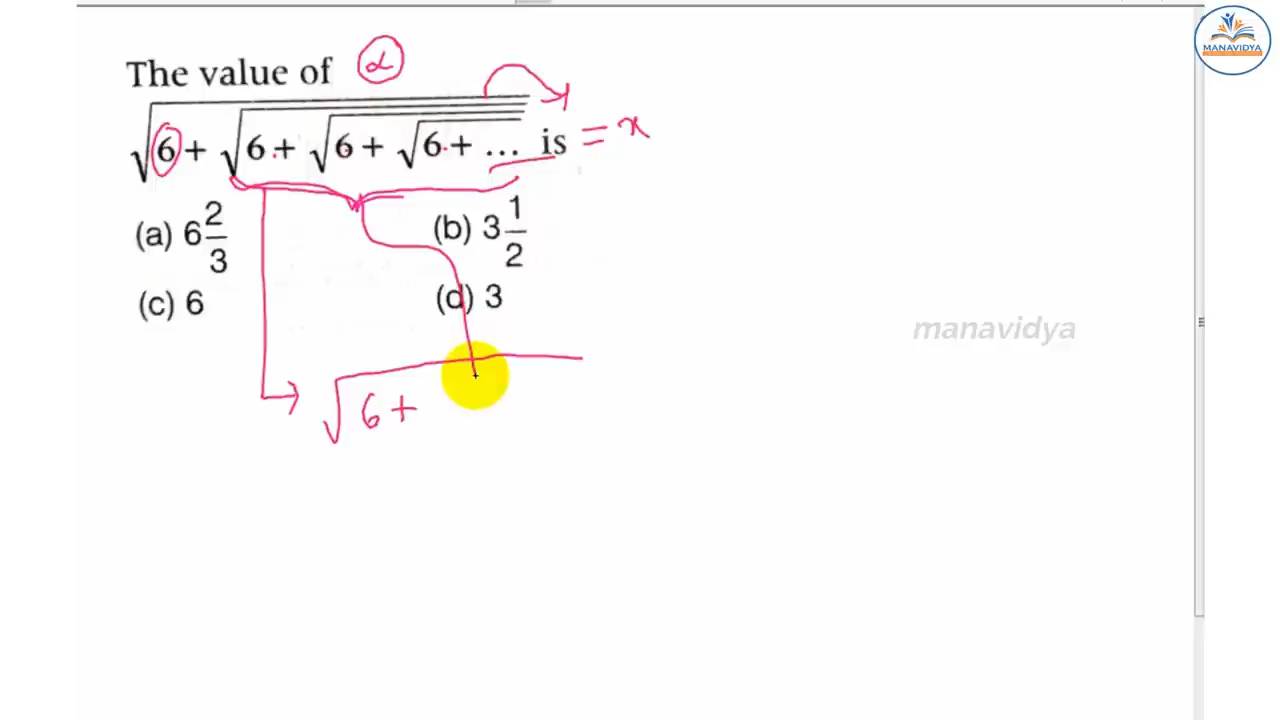 The value of α
√6 + √6 + √6 + √6 + ... is = x
(a) 6 2/3 (b) 3 1/2
(c) 6 (d) 3
√6 +
manavidya
MANAVIDYA